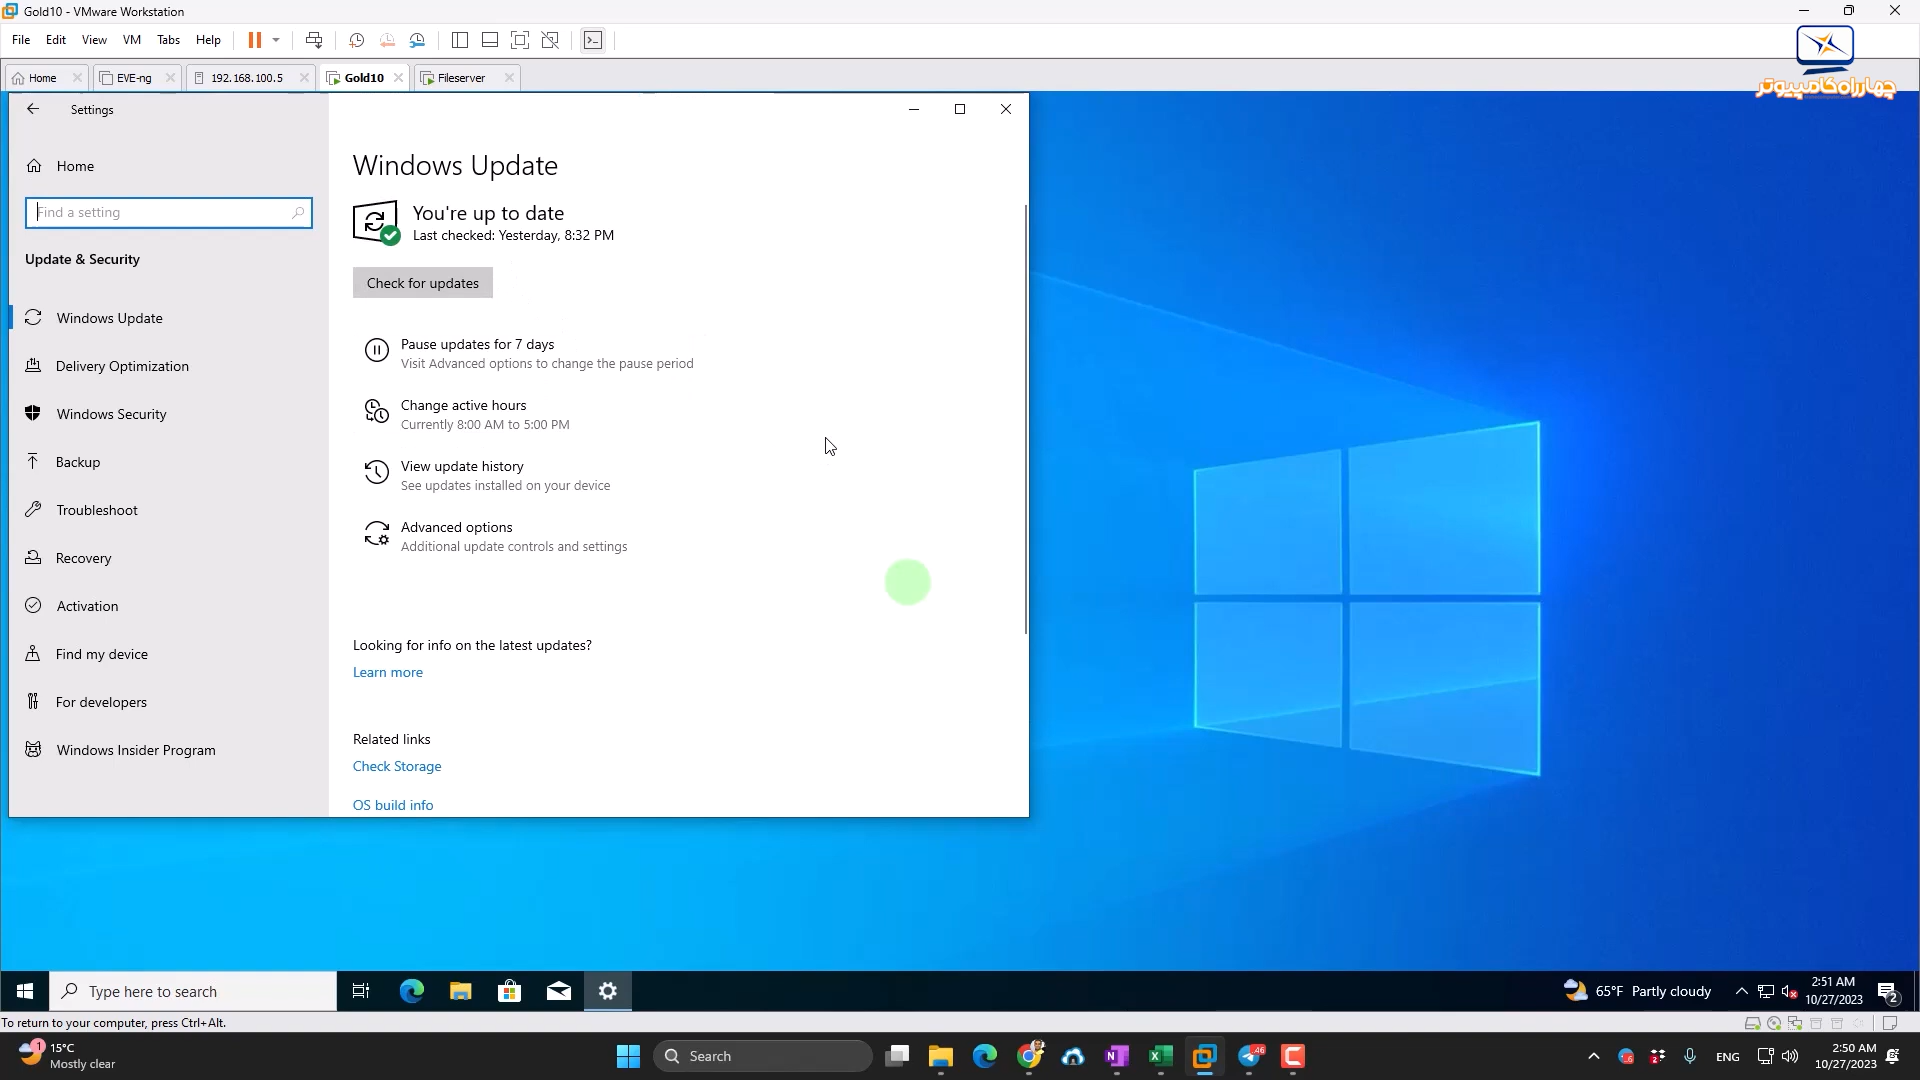 Gold10 - VMware Workstation
File Edit View VM Tabs Help
Home EVE-ng 192.168.100.5 Gold10 Fileserver
چهارراه کامپیوتر
Settings
Home
Find a setting
Update & Security
Windows Update
Delivery Optimization
Windows Security
Backup
Troubleshoot
Recovery
Activation
Find my device
For developers
Windows Insider Program
Windows Update
You're up to date
Last checked: Yesterday, 8:32 PM
Check for updates
Pause updates for 7 days
Visit Advanced options to change the pause period
Change active hours
Currently 8:00 AM to 5:00 PM
View update history
See updates installed on your device
Advanced options
Additional update controls and settings
Looking for info on the latest updates?
Learn more
Related links
Check Storage
OS build info
Type here to search
65°F Partly cloudy
2:51 AM
10/27/2023
2
To return to your computer, press Ctrl+Alt.
1
15°C
Mostly clear
Search
46
ENG
2:50 AM
10/27/2023